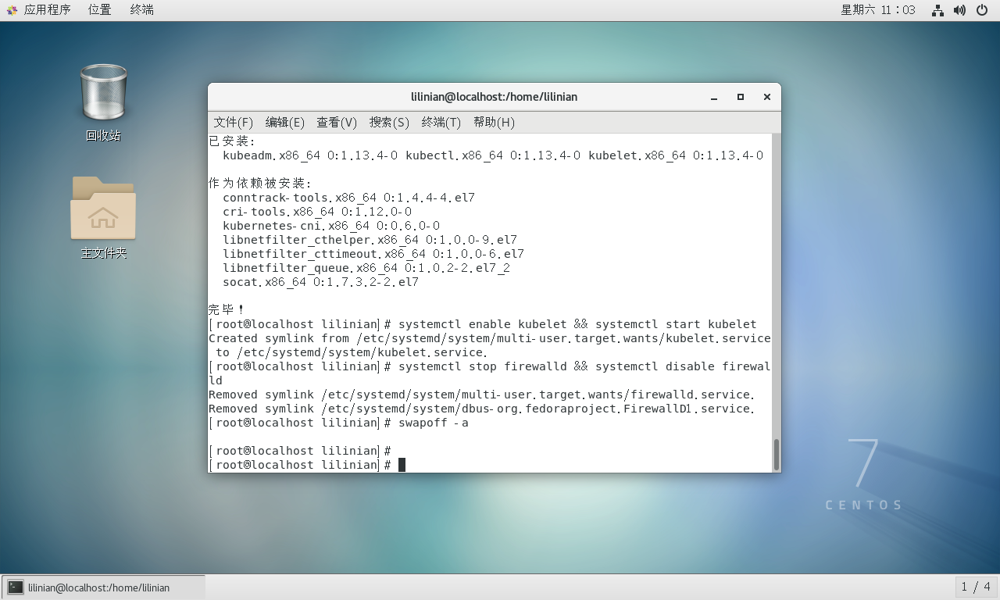 应用程序 位置 终端 星期六 11:03
回收站
主文件夹
lilinian@localhost:/home/lilinian
文件(F) 编辑(E) 查看(V) 搜索(S) 终端(T) 帮助(H)
已安装:
kubeadm.x86_64 0:1.13.4-0 kubectl.x86_64 0:1.13.4-0 kubelet.x86_64 0:1.13.4-0
作为依赖被安装:
conntrack-tools.x86_64 0:1.4.4-4.el7
cri-tools.x86_64 0:1.12.0-0
kubernetes-cni.x86_64 0:0.6.0-0
libnetfilter_cthelper.x86_64 0:1.0.0-9.el7
libnetfilter_cttimeout.x86_64 0:1.0.0-6.el7
libnetfilter_queue.x86_64 0:1.0.2-2.el7_2
socat.x86_64 0:1.7.3.2-2.el7
完毕！
[root@localhost lilinian]# systemctl enable kubelet && systemctl start kubelet
Created symlink from /etc/systemd/system/multi-user.target.wants/kubelet.service
to /etc/systemd/system/kubelet.service.
[root@localhost lilinian]# systemctl stop firewalld && systemctl disable firewal
ld
Removed symlink /etc/systemd/system/multi-user.target.wants/firewalld.service.
Removed symlink /etc/systemd/system/dbus-org.fedoraproject.FirewallD1.service.
[root@localhost lilinian]# swapoff -a
[root@localhost lilinian]#
[root@localhost lilinian]#
7
CENTOS
lilinian@localhost:/home/lilinian
1 / 4